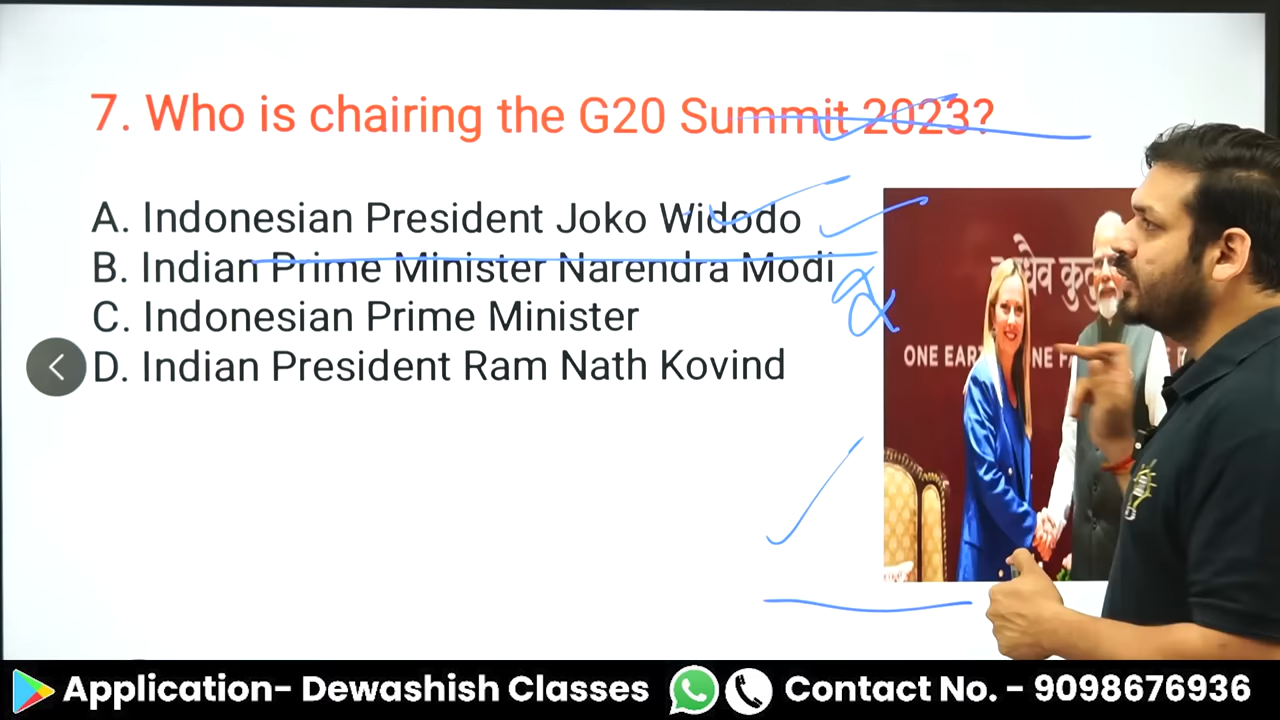 7. Who is chairing the G20 Summit 2023?
A. Indonesian President Joko Widodo
B. Indian Prime Minister Narendra Modi
C. Indonesian Prime Minister
D. Indian President Ram Nath Kovind
ONE EAR
Application- Dewashish Classes
Contact No. - 9098676936